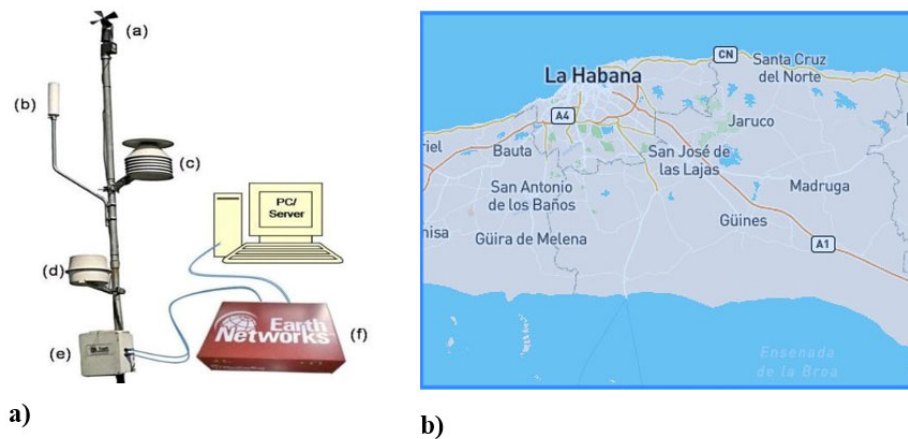 (a)
(b)
(c)
(d)
(e)
(f)
PC/
Server
Earth
Networks
a)
CN
Santa Cruz
del Norte
La Habana
A4
Jaruco
riel
Bauta
San José de
las Lajas
San Antonio
de los Baños
Madruga
nisa
Güira de Melena
Güines
A1
Ensenada
de la Broa
b)